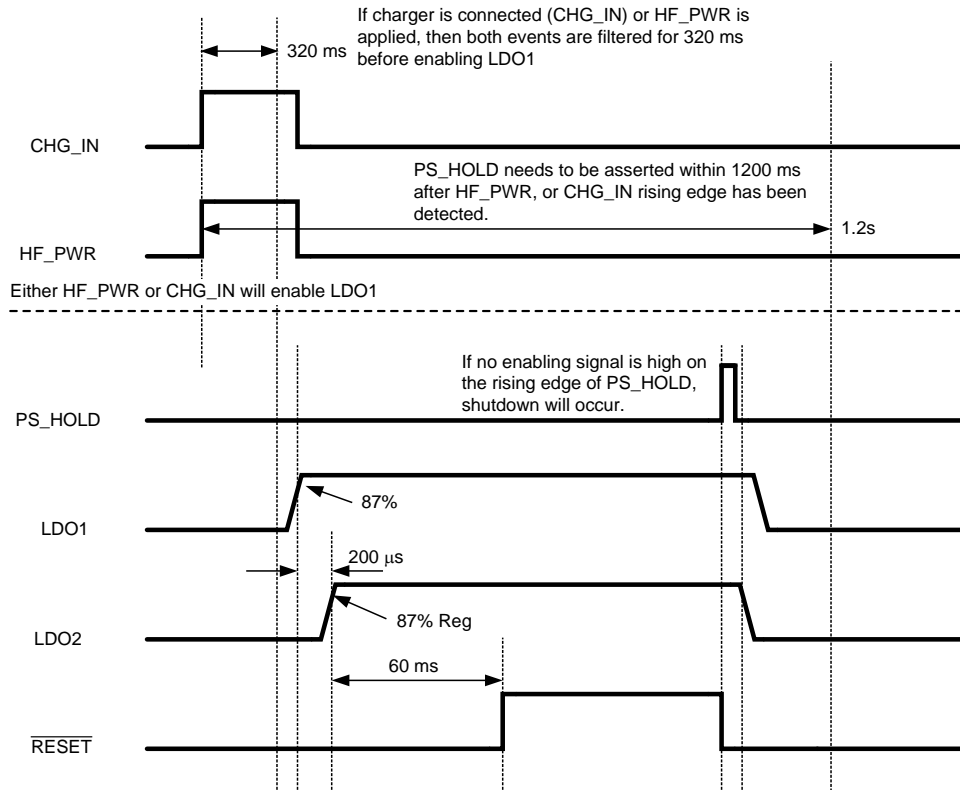 If charger is connected (CHG_IN) or HF_PWR is
applied, then both events are filtered for 320 ms
before enabling LDO1
320 ms
CHG_IN
PS_HOLD needs to be asserted within 1200 ms
after HF_PWR, or CHG_IN rising edge has been
detected.
1.2s
HF_PWR
Either HF_PWR or CHG_IN will enable LDO1
If no enabling signal is high on
the rising edge of PS_HOLD,
shutdown will occur.
PS_HOLD
87%
LDO1
200 μs
87% Reg
LDO2
60 ms
RESET